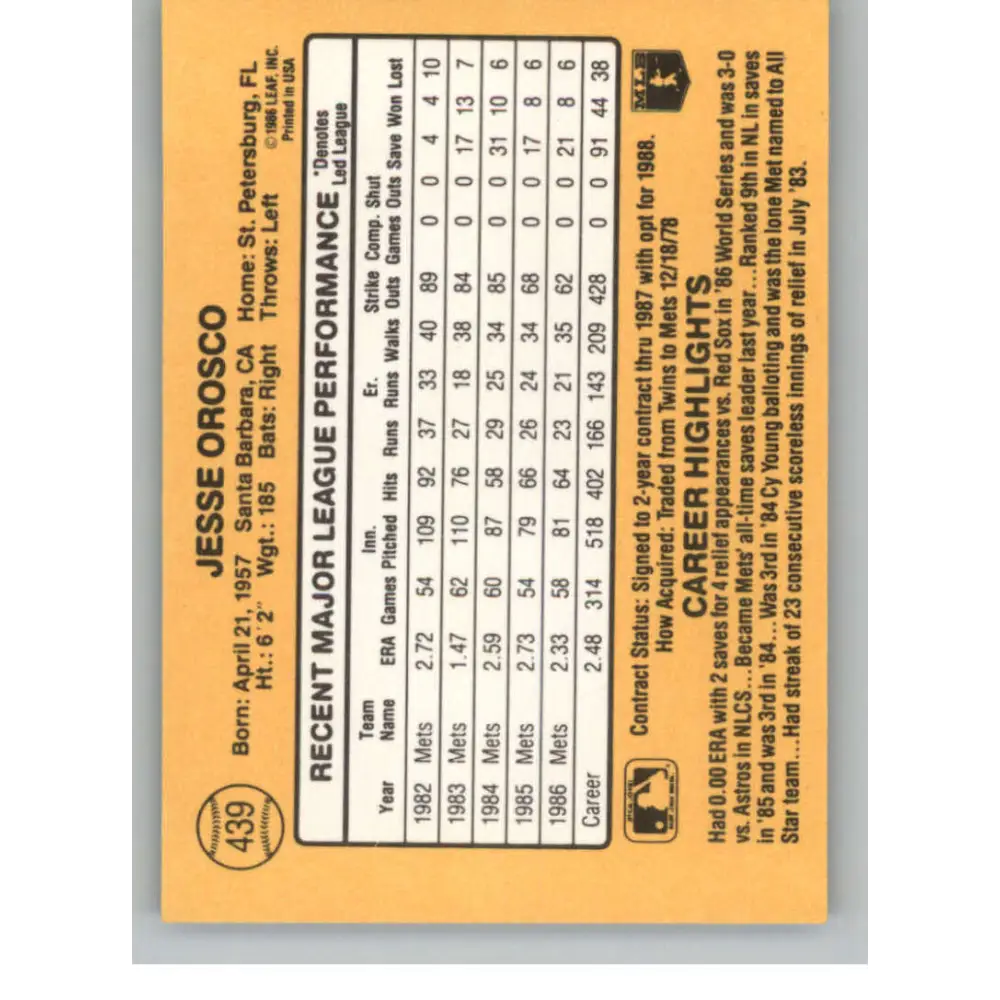 439
JESSE OROSCO
Born: April 21, 1957 Santa Barbara, CA Home: St. Petersburg, FL
Ht.: 6´2˝ Wgt.: 185 Bats: Right Throws: Left
© 1986 LEAF, INC.
Printed in USA
RECENT MAJOR LEAGUE PERFORMANCE *Denotes Led League
Year Team Name ERA Games Inn. Pitched Hits Runs Er. Runs Walks Strike Outs Comp. Games Shut Outs Save Won Lost
1982 Mets 2.72 54 109 92 37 33 40 89 0 0 4 4 10
1983 Mets 1.47 62 110 76 27 18 38 84 0 0 17 13 7
1984 Mets 2.59 60 87 58 29 25 34 85 0 0 31 10 6
1985 Mets 2.73 54 79 66 26 24 34 68 0 0 17 8 6
1986 Mets 2.33 58 81 64 23 21 35 62 0 0 21 8 6
Career 2.48 314 518 402 166 143 209 428 0 0 91 44 38
Contract Status: Signed to 2-year contract thru 1987 with opt for 1988.
How Acquired: Traded from Twins to Mets 12/18/78
MLB
CAREER HIGHLIGHTS
Had 0.00 ERA with 2 saves for 4 relief appearances vs. Red Sox in '86 World Series and was 3-0
vs. Astros in NLCS...Became Mets' all-time saves leader last year...Ranked 9th in NL in saves
in '85 and was 3rd in '84...Was 3rd in '84 Cy Young balloting and was the lone Met named to All
Star team...Had streak of 23 consecutive scoreless innings of relief in July '83.